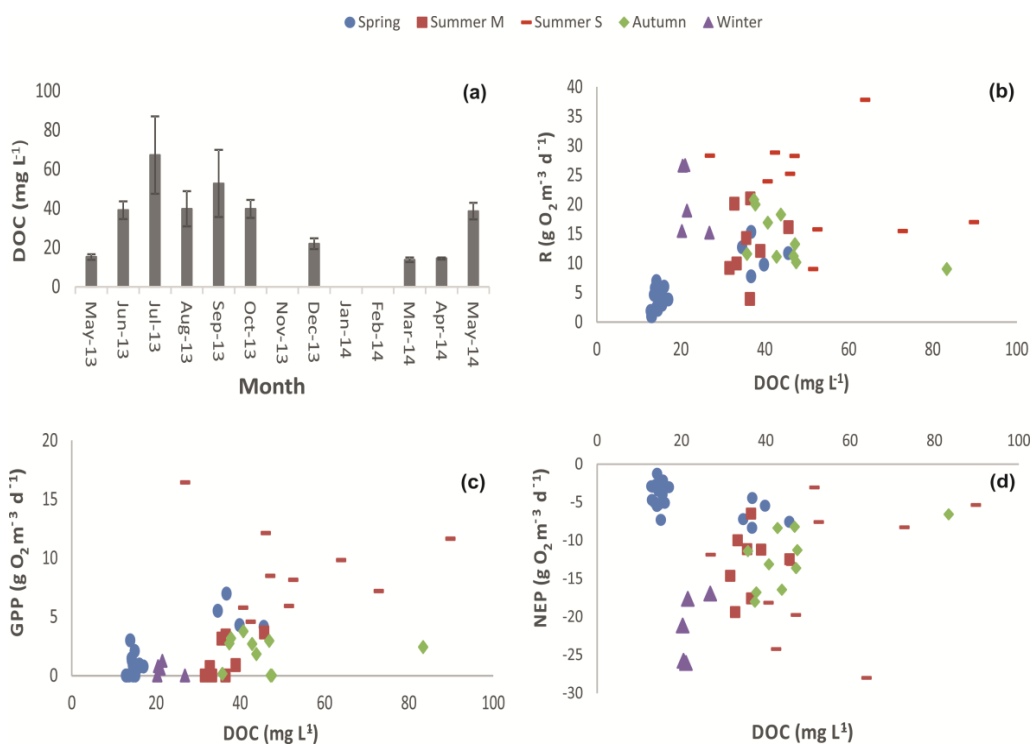 Spring Summer M Summer S Autumn Winter
(a)
DOC (mg L-1)
100
80
60
40
20
0
May-13 Jun-13 Jul-13 Aug-13 Sep-13 Oct-13 Nov-13 Dec-13 Jan-14 Feb-14 Mar-14 Apr-14 May-14
Month
(b)
R (g O2 m-3 d-1)
40
35
30
25
20
15
10
5
0
0 20 40 60 80 100
DOC (mg L-1)
(c)
GPP (g O2 m-3 d-1)
20
15
10
5
0
0 20 40 60 80 100
DOC (mg L1)
0 20 40 60 80 100
(d)
NEP (g O2 m-3 d-1)
0
-5
-10
-15
-20
-25
-30
DOC (mg L1)